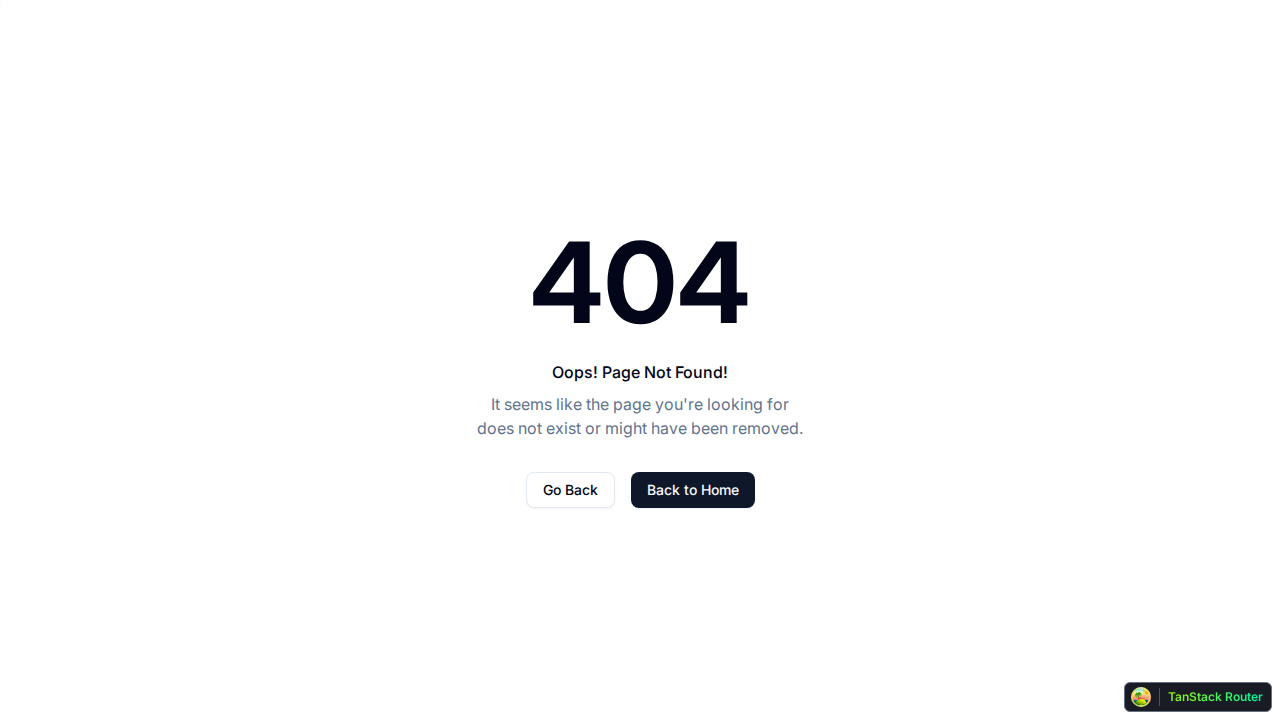 404
Oops! Page Not Found!
It seems like the page you're looking for
does not exist or might have been removed.
Go Back
Back to Home
TanStack Router